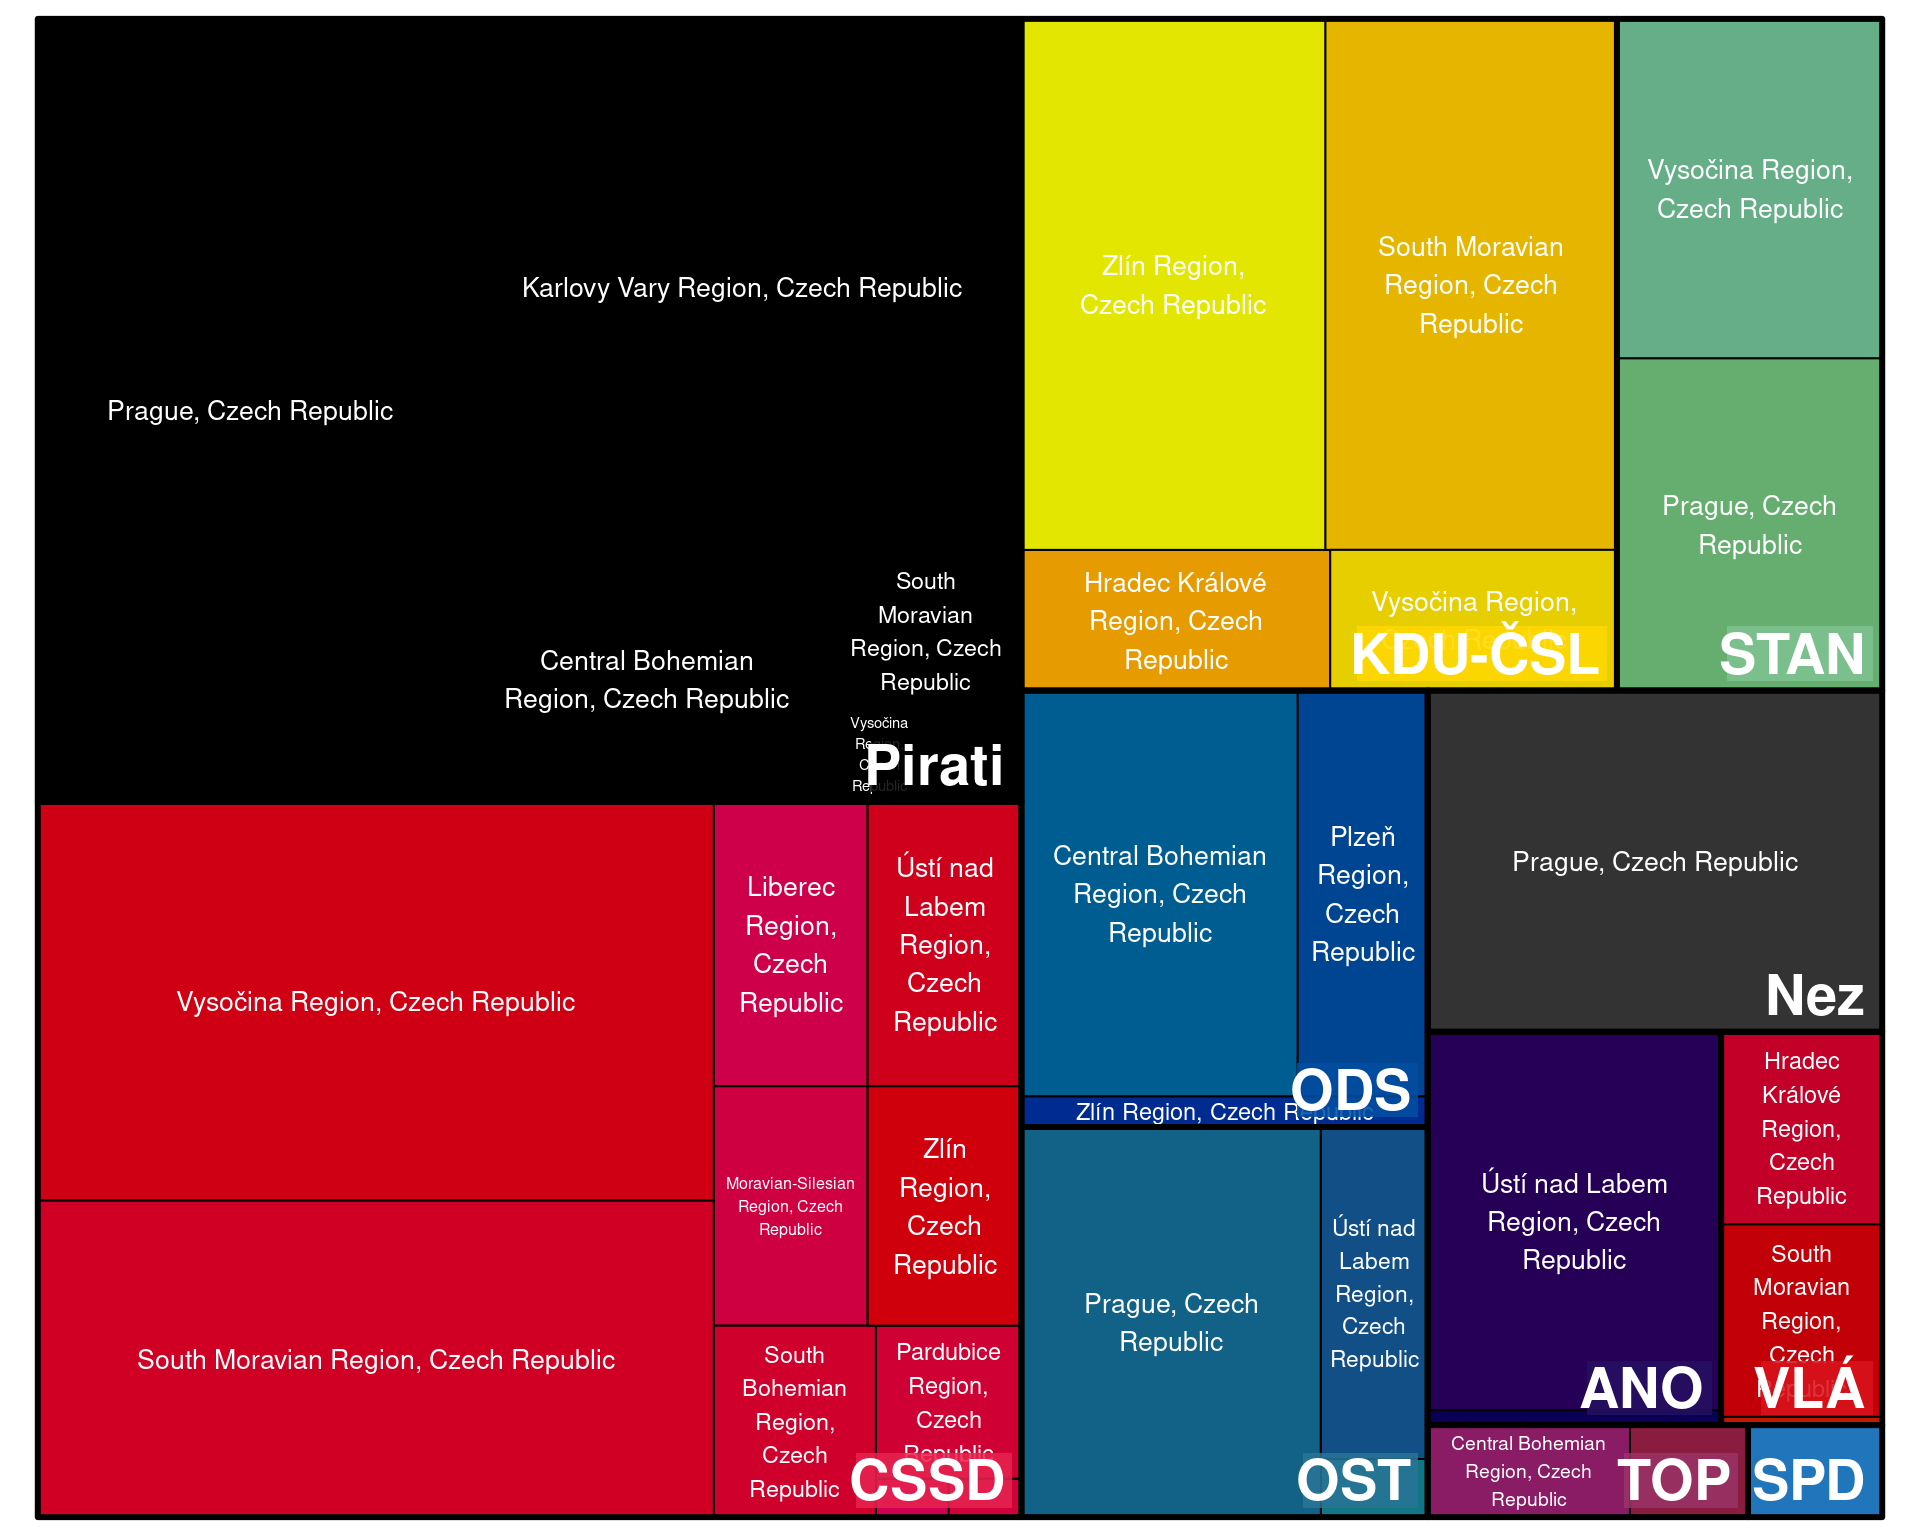 Karlovy Vary Region, Czech Republic
Prague, Czech Republic
Central Bohemian
Region, Czech Republic
South
Moravian
Region, Czech
Republic
Vysočina
Republic
Pirati
Zlín Region,
Czech Republic
South Moravian
Region, Czech
Republic
Hradec Králové
Region, Czech
Republic
Vysočina Region,
KDU-ČSL
Vysočina Region,
Czech Republic
Prague, Czech
Republic
STAN
Vysočina Region, Czech Republic
South Moravian Region, Czech Republic
Liberec
Region,
Czech
Republic
Ústí nad
Labem
Region,
Czech
Republic
Moravian-Silesian
Region, Czech
Republic
Zlín
Region,
Czech
Republic
South
Bohemian
Region,
Czech
Republic
Pardubice
Region,
Czech
Republic
CSSD
Central Bohemian
Region, Czech
Republic
Plzeň
Region,
Czech
Republic
Zlín Region, Czech Republic
ODS
Prague, Czech Republic
Nez
Prague, Czech
Republic
Ústí nad
Labem
Region,
Czech
Republic
OST
Ústí nad Labem
Region, Czech
Republic
ANO
Hradec
Králové
Region,
Czech
Republic
South
Moravian
Region,
Czech
VLÁ
Central Bohemian
Region, Czech
Republic
TOP
SPD